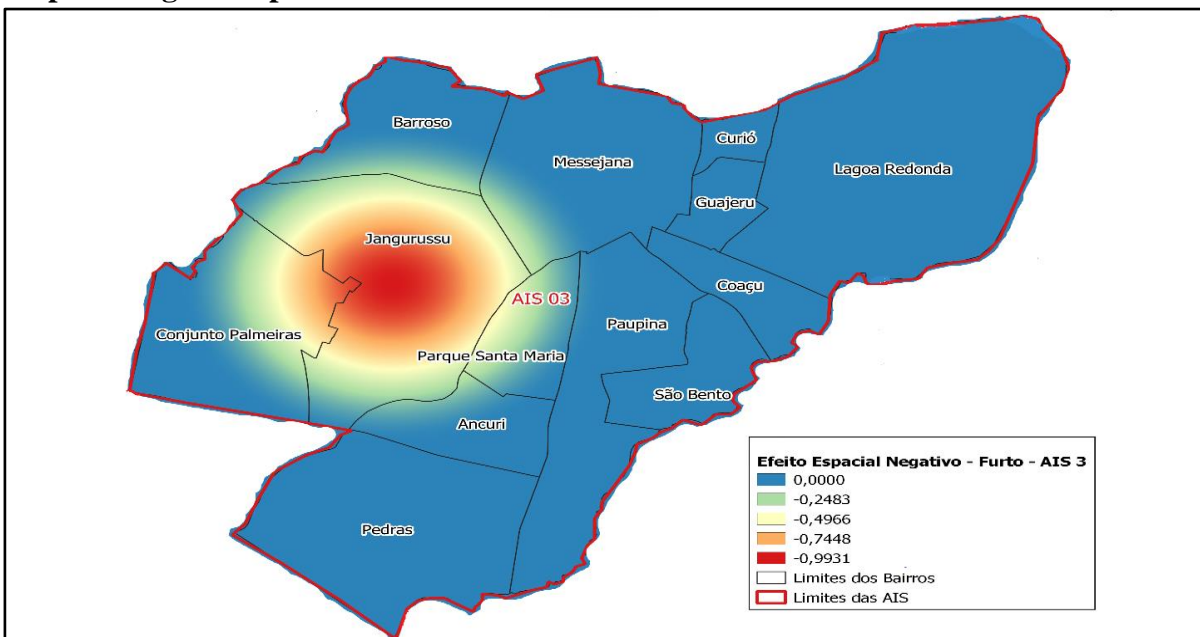 Barroso
Messejana
Curió
Lagoa Redonda
Guajeru
Jangurussu
Coaçu
AIS 03
Paupina
Conjunto Palmeiras
Parque Santa Maria
São Bento
Ancuri
Pedras
Efeito Espacial Negativo - Furto - AIS 3
0,0000
-0,2483
-0,4966
-0,7448
-0,9931
Limites dos Bairros
Limites das AIS